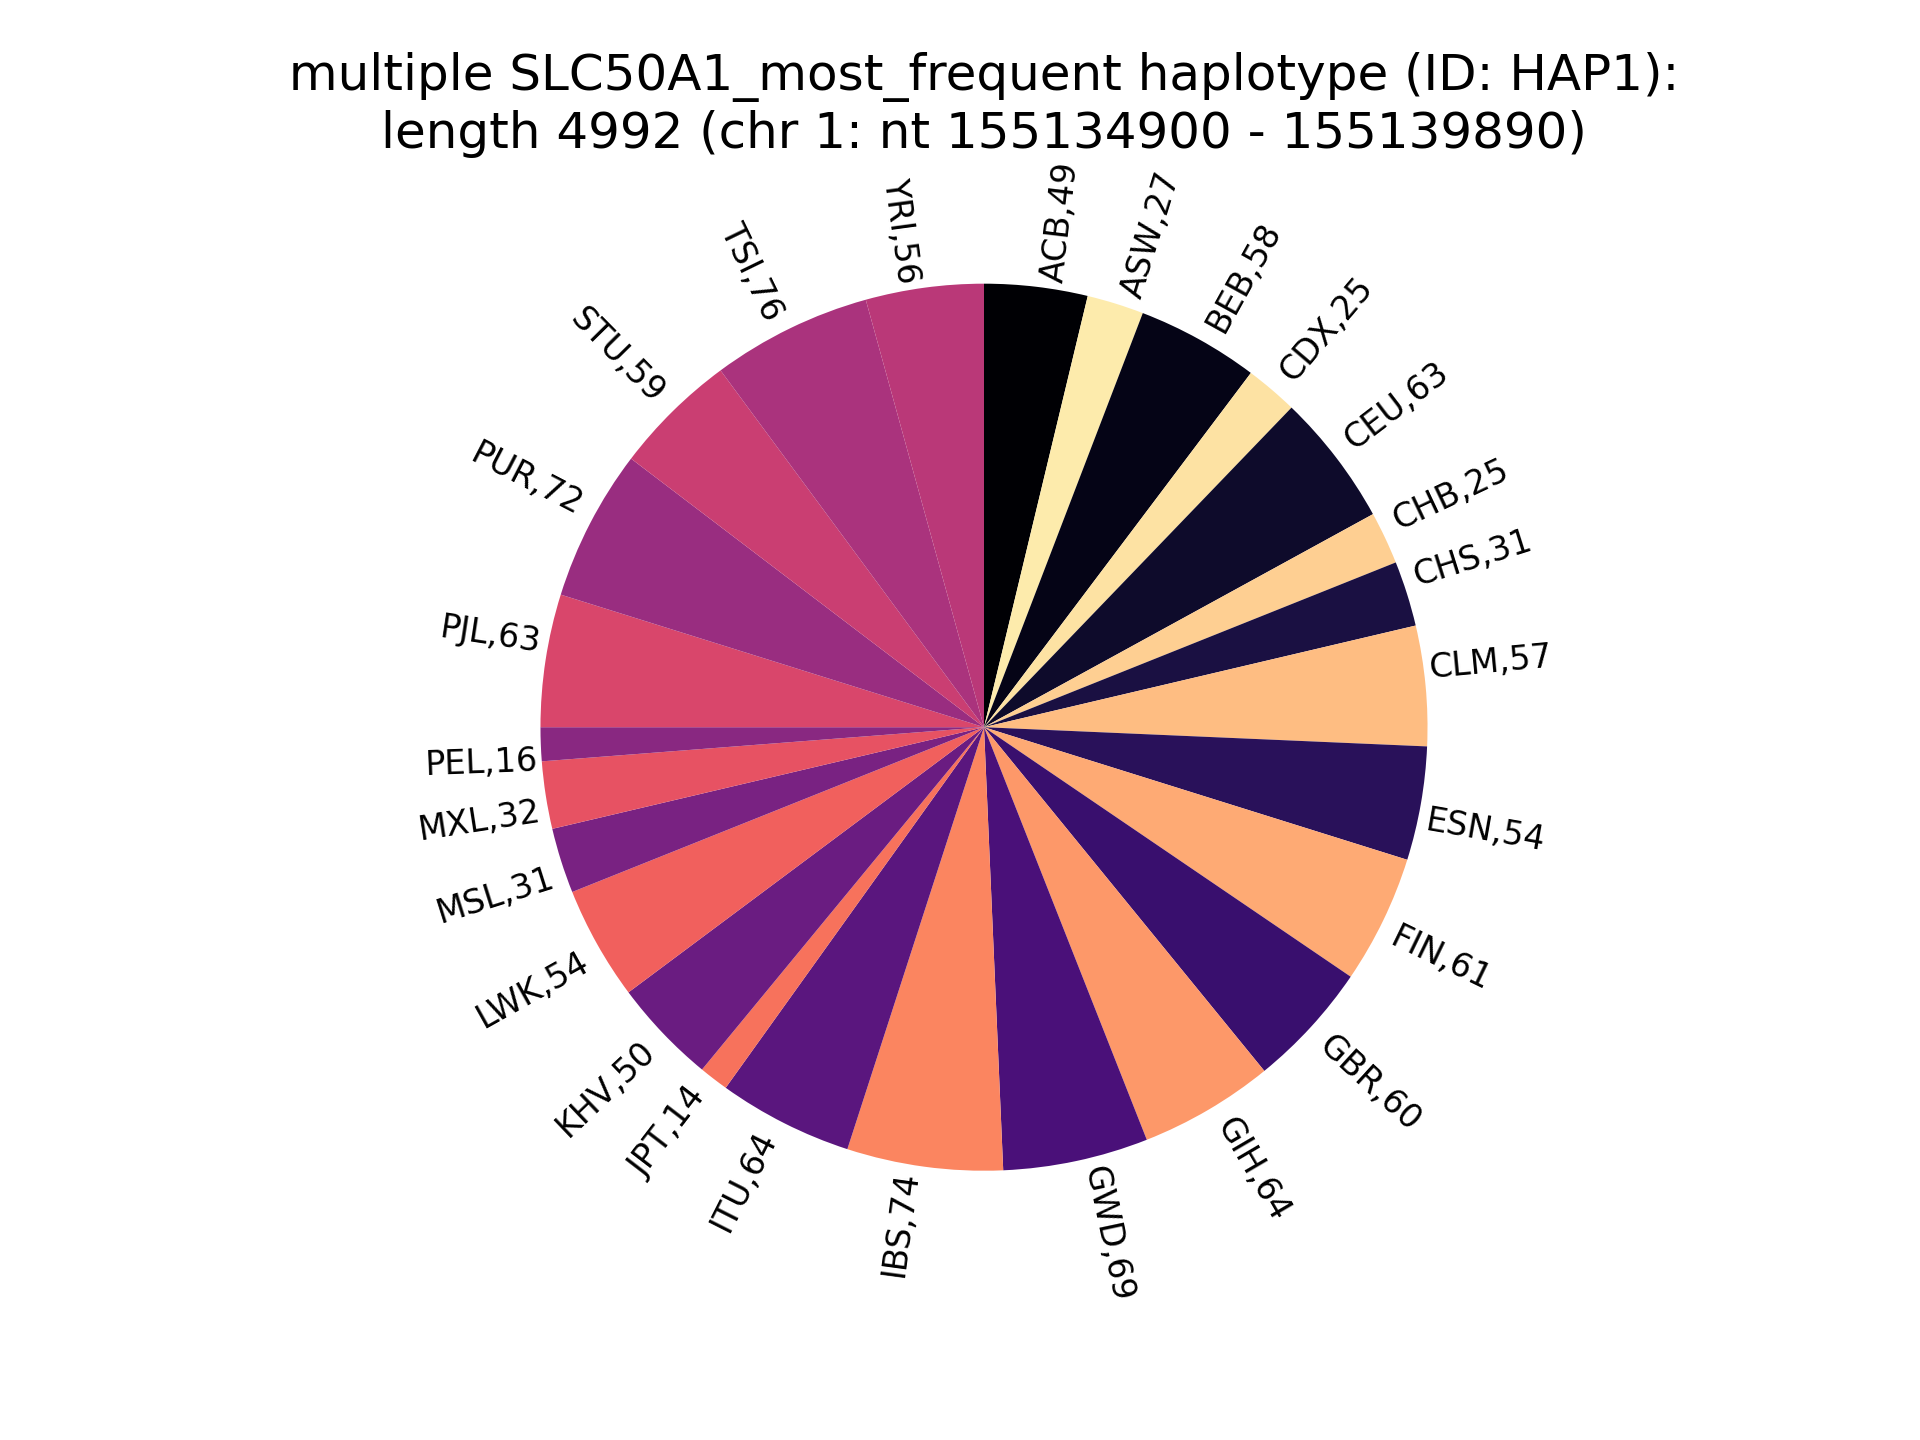 multiple SLC50A1_most_frequent haplotype (ID: HAP1):
length 4992 (chr 1: nt 155134900 - 155139890)
ACB,49
ASW,27
BEB,58
CDX,25
CEU,63
CHB,25
CHS,31
CLM,57
ESN,54
FIN,61
GBR,60
GIH,64
GWD,69
IBS,74
ITU,64
JPT,14
KHV,50
LWK,54
MSL,31
MXL,32
PEL,16
PJL,63
PUR,72
STU,59
TSI,76
YRI,56